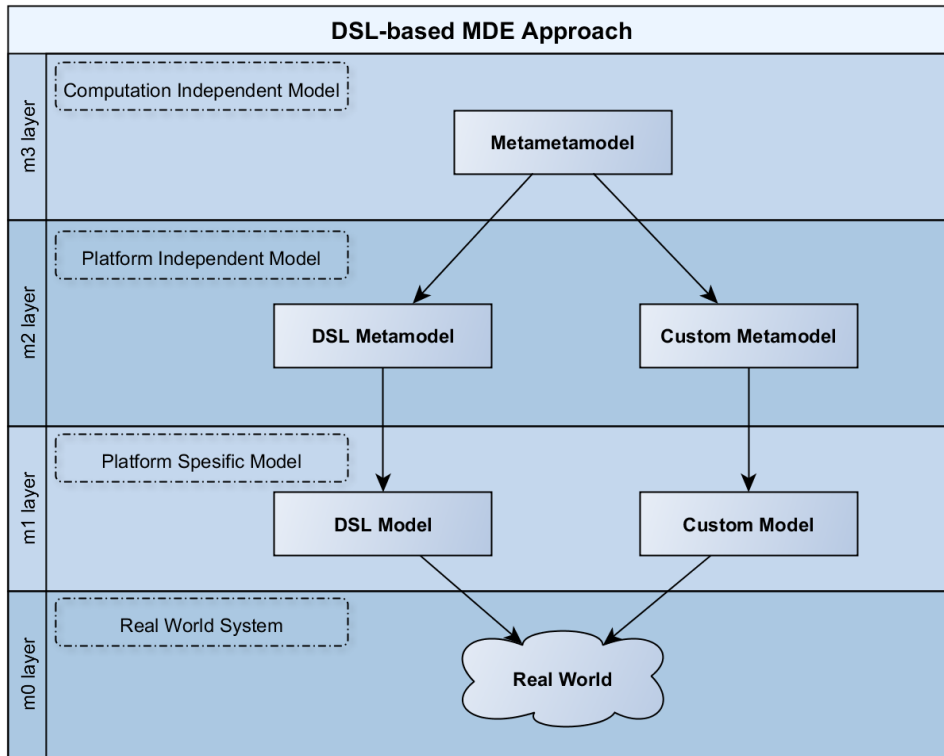 DSL-based MDE Approach
m3 layer
Computation Independent Model
Metametamodel
m2 layer
Platform Independent Model
DSL Metamodel
Custom Metamodel
m1 layer
Platform Spesific Model
DSL Model
Custom Model
m0 layer
Real World System
Real World